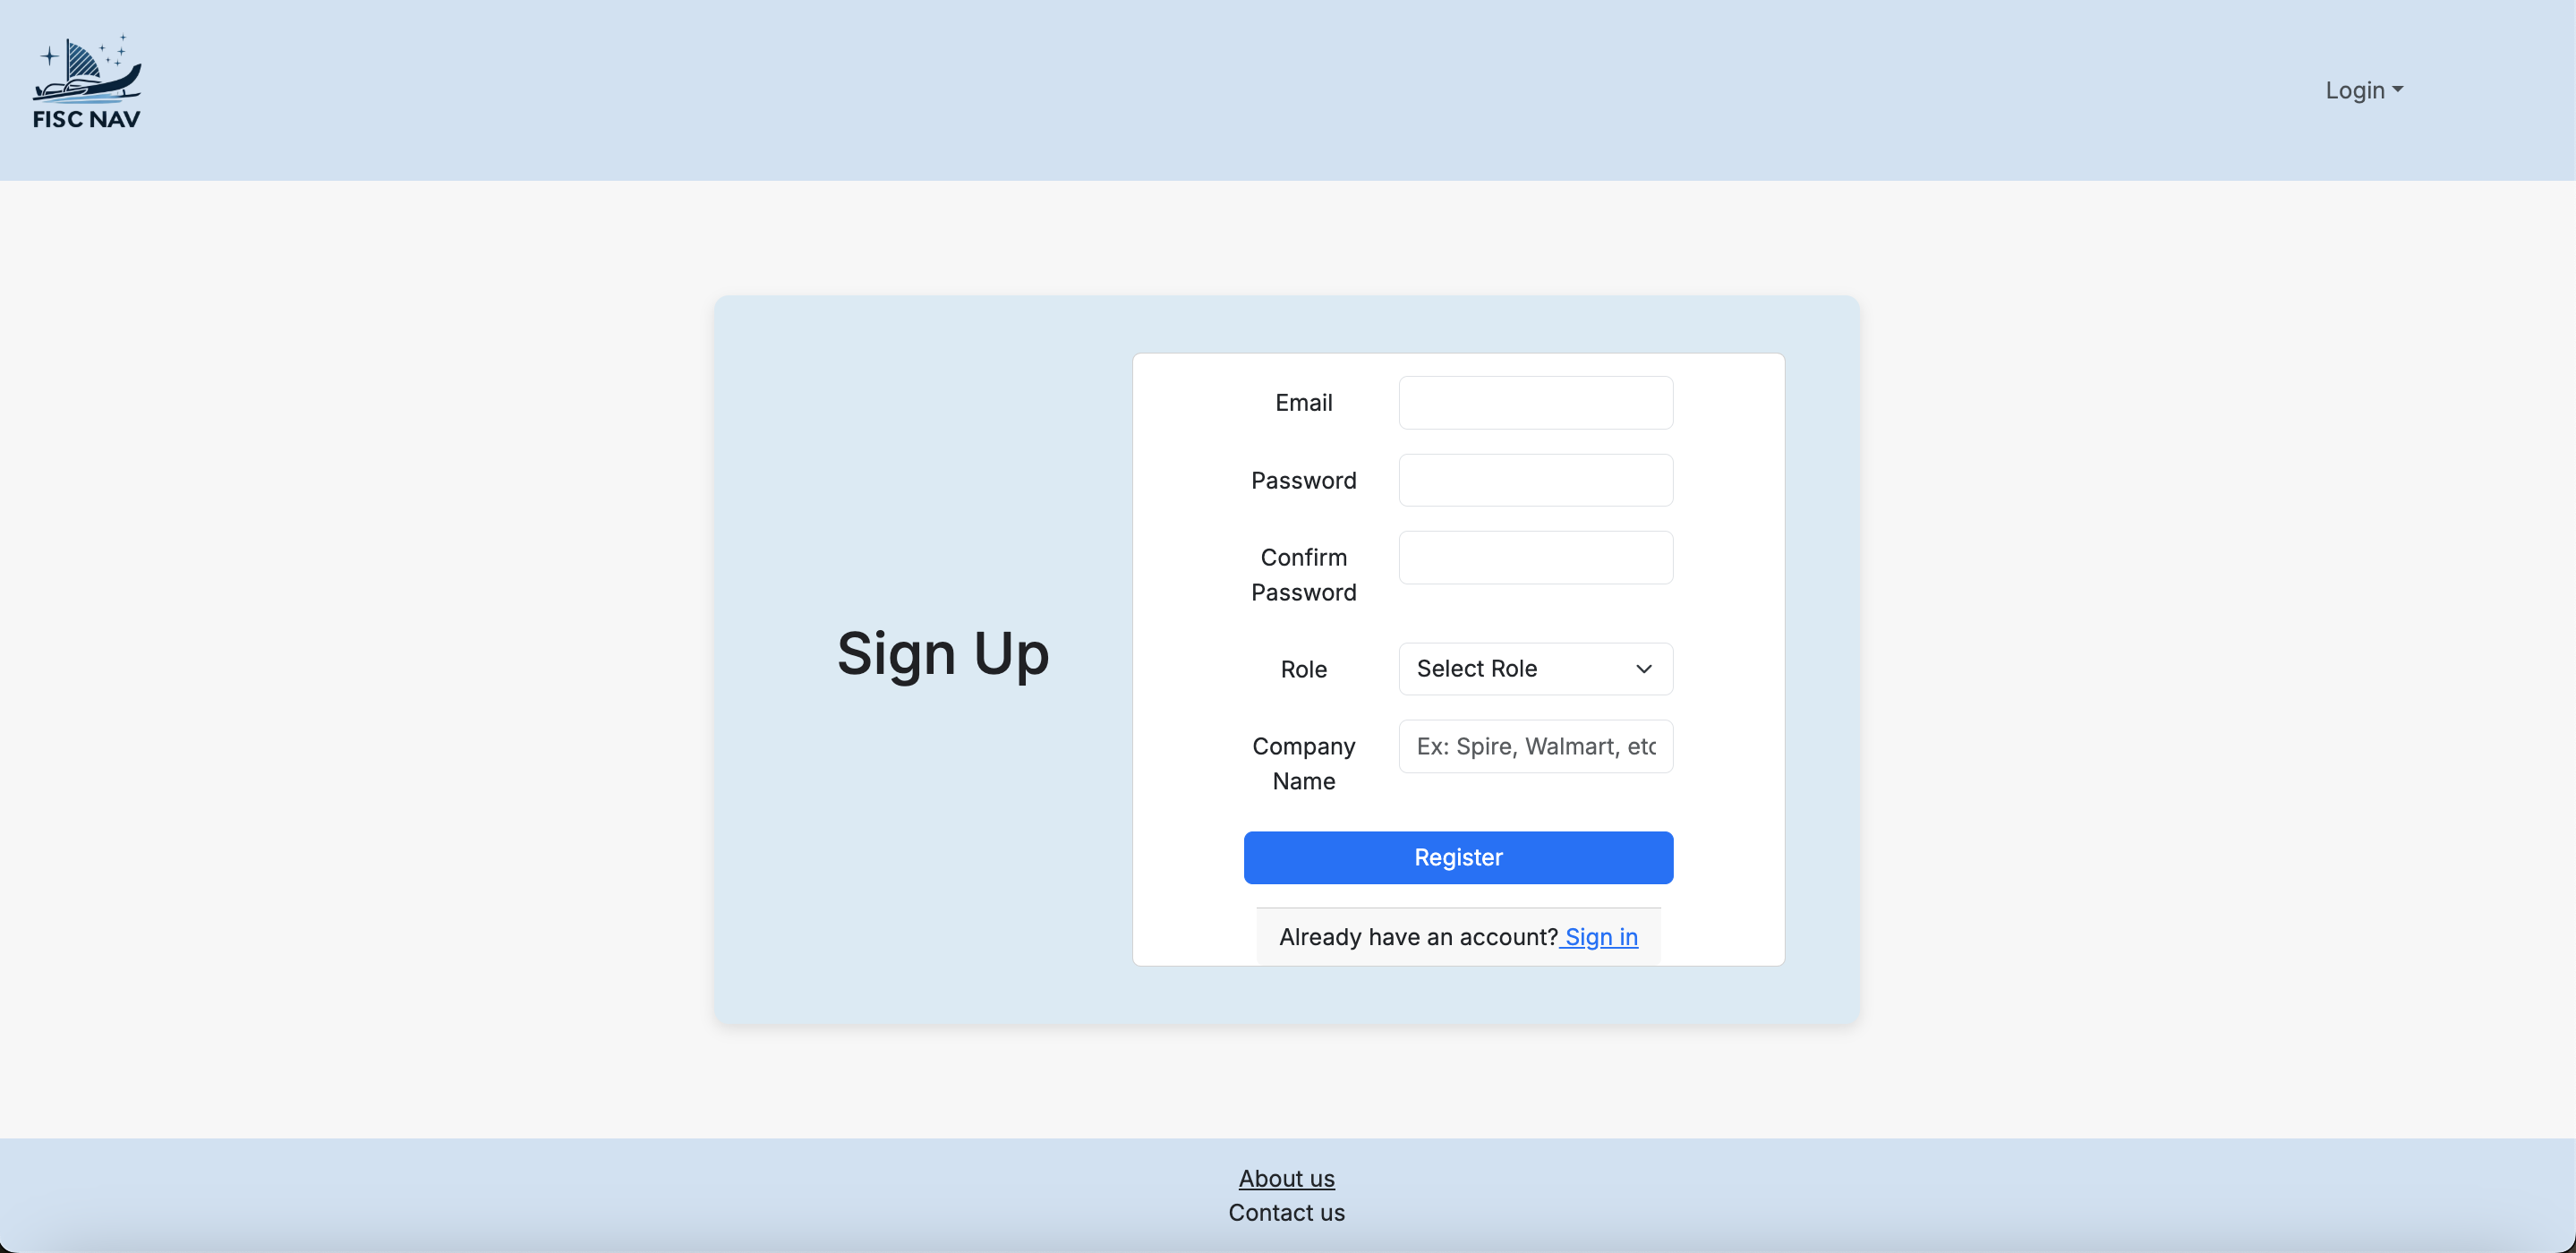 FISC NAV
Login
Email
Password
Confirm
Password
Sign Up
Role
Select Role
Company
Name
Ex: Spire, Walmart, etc
Register
Already have an account? Sign in
About us
Contact us